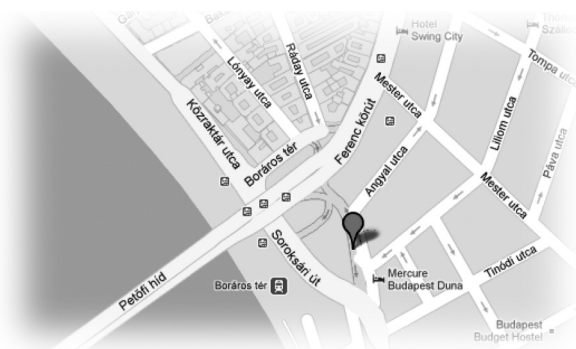 Hotel
Swing City
Tompa utca
Lónyay utca
Ráday utca
Mester utca
Közraktár utca
Ferenc körút
Liliom utca
Páva utca
Boráros tér
Angyal utca
Mester utca
Soroksári út
Tinódi utca
Petőfi híd
Boráros tér
Mercure
Budapest Duna
Budapest
Budget Hostel